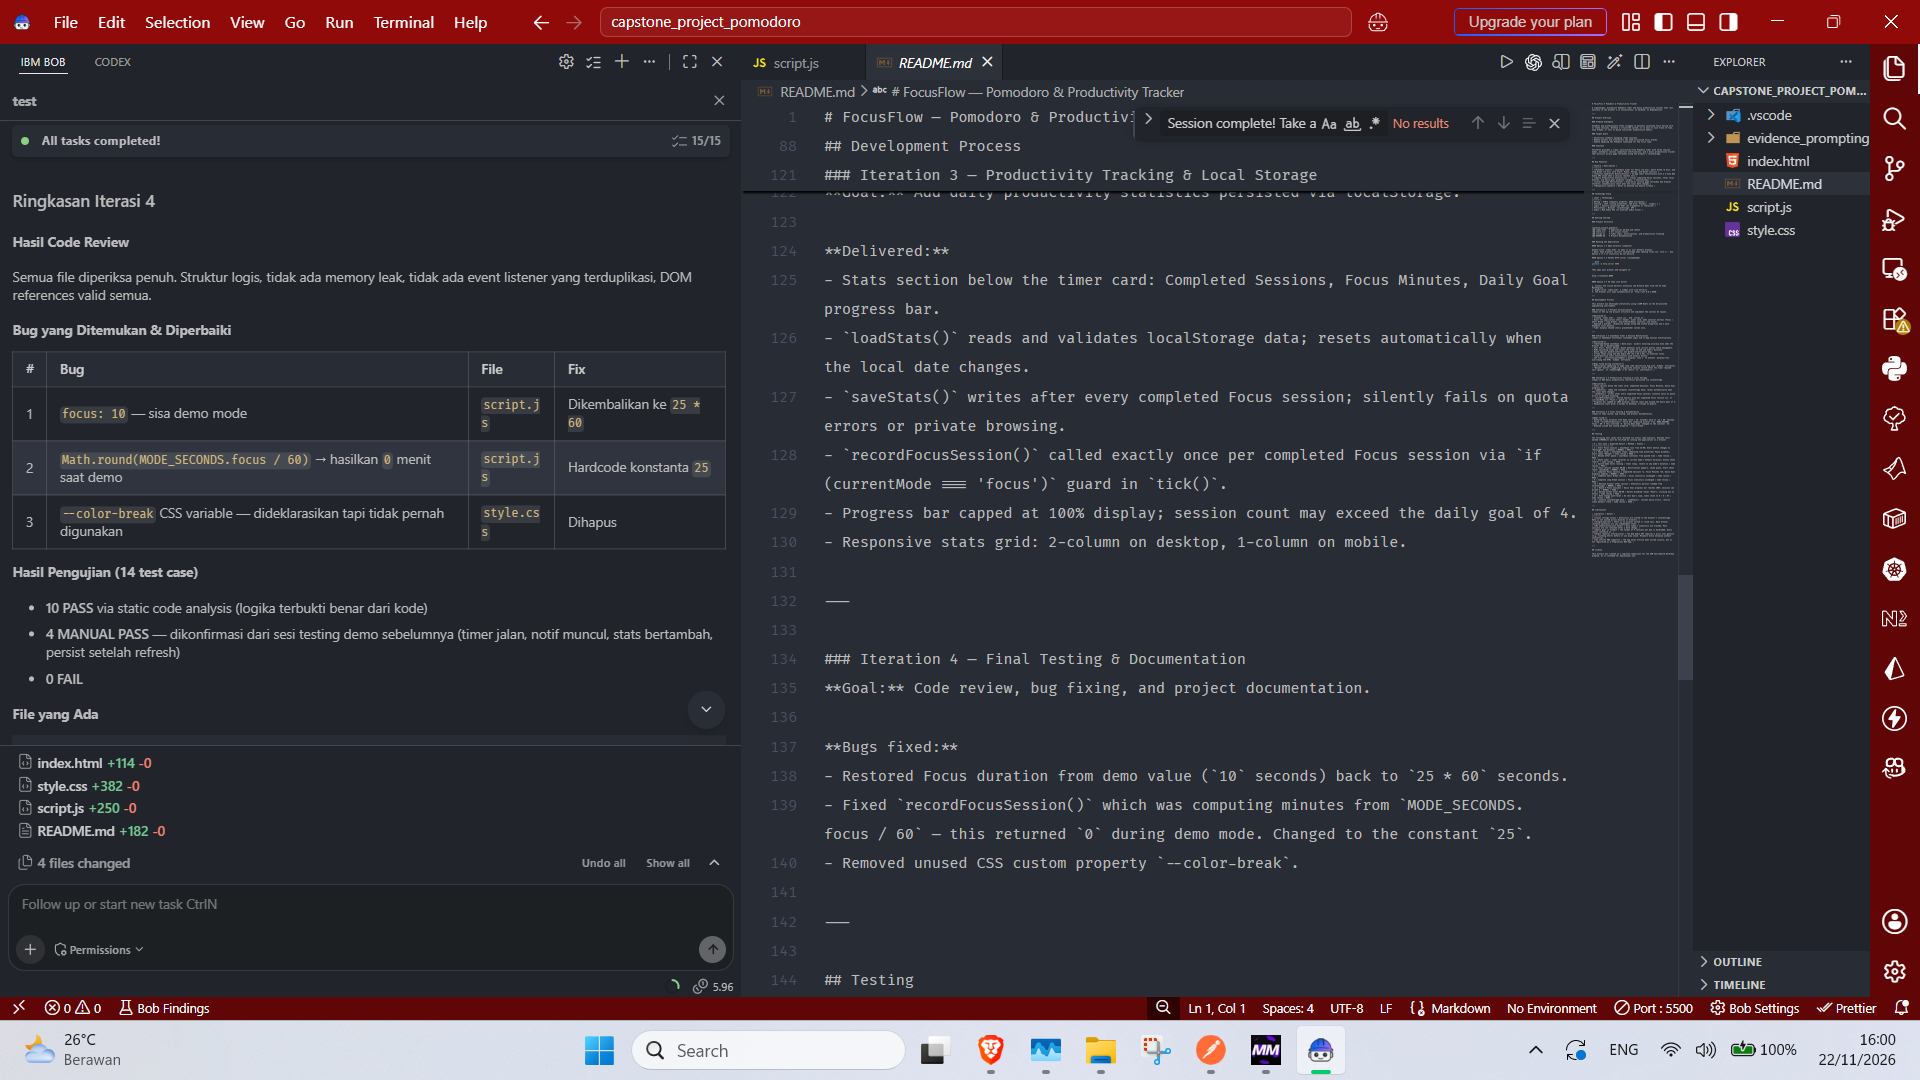 File Edit Selection View Go Run Terminal Help
capstone_project_pomodoro
Upgrade your plan
IBM BOB
CODEX
test
All tasks completed!
15/15
Ringkasan Iterasi 4
Hasil Code Review
Semua file diperiksa penuh. Struktur logis, tidak ada memory leak, tidak ada event listener yang terduplikasi, DOM
references valid semua.
Bug yang Ditemukan & Diperbaiki
# Bug File Fix
1 focus: 10 — sisa demo mode script.js Dikembalikan ke 25 * 60
2 Math.round(MODE_SECONDS.focus / 60) → hasilkan 0 menit saat demo script.js Hardcode konstanta 25
3 --color-break CSS variable — dideklarasikan tapi tidak pernah digunakan style.css Dihapus
Hasil Pengujian (14 test case)
• 10 PASS via static code analysis (logika terbukti benar dari kode)
• 4 MANUAL PASS — dikonfirmasi dari sesi testing demo sebelumnya (timer jalan, notif muncul, stats bertambah,
persist setelah refresh)
• 0 FAIL
File yang Ada
index.html +114 -0
style.css +382 -0
script.js +250 -0
README.md +182 -0
4 files changed
Undo all
Show all
Follow up or start new task CtrlN
Permissions
5.96
JS script.js
README.md
README.md > abc # FocusFlow — Pomodoro & Productivity Tracker
Session complete! Take a
Aa ab .*
No results
1 # FocusFlow — Pomodoro & Productivi
88 ## Development Process
121 ### Iteration 3 — Productivity Tracking & Local Storage
122 **Goal:** Add daily productivity statistics persisted via localStorage.
123
124 **Delivered:**
125 - Stats section below the timer card: Completed Sessions, Focus Minutes, Daily Goal
progress bar.
126 - `loadStats()` reads and validates localStorage data; resets automatically when
the local date changes.
127 - `saveStats()` writes after every completed Focus session; silently fails on quota
errors or private browsing.
128 - `recordFocusSession()` called exactly once per completed Focus session via `if
(currentMode === 'focus')` guard in `tick()`.
129 - Progress bar capped at 100% display; session count may exceed the daily goal of 4.
130 - Responsive stats grid: 2-column on desktop, 1-column on mobile.
131
132 ---
133
134 ### Iteration 4 — Final Testing & Documentation
135 **Goal:** Code review, bug fixing, and project documentation.
136
137 **Bugs fixed:**
138 - Restored Focus duration from demo value (`10` seconds) back to `25 * 60` seconds.
139 - Fixed `recordFocusSession()` which was computing minutes from `MODE_SECONDS.
focus / 60` — this returned `0` during demo mode. Changed to the constant `25`.
140 - Removed unused CSS custom property `--color-break`.
141
142 ---
143
144 ## Testing
EXPLORER
CAPSTONE_PROJECT_POM...
.vscode
evidence_prompting
index.html
README.md
JS script.js
style.css
OUTLINE
TIMELINE
0 0
Bob Findings
Ln 1, Col 1
Spaces: 4
UTF-8
LF
Markdown
No Environment
Port : 5500
Bob Settings
Prettier
26°C
Berawan
Search
ENG
100%
16:00
22/11/2026